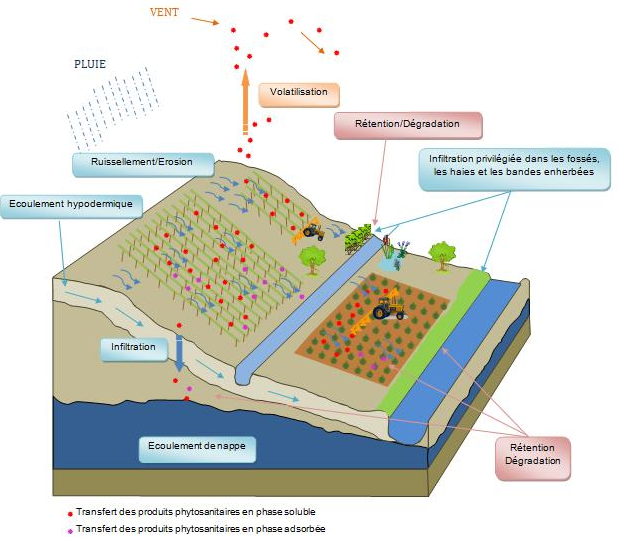 VENT
PLUIE
Volatilisation
Rétention/Dégradation
Ruissellement/Erosion
Infiltration privilégiée dans les fossés,
les haies et les bandes enherbées
Ecoulement hypodermique
Infiltration
Ecoulement de nappe
Rétention
Dégradation
Transfert des produits phytosanitaires en phase soluble
Transfert des produits phytosanitaires en phase adsorbée